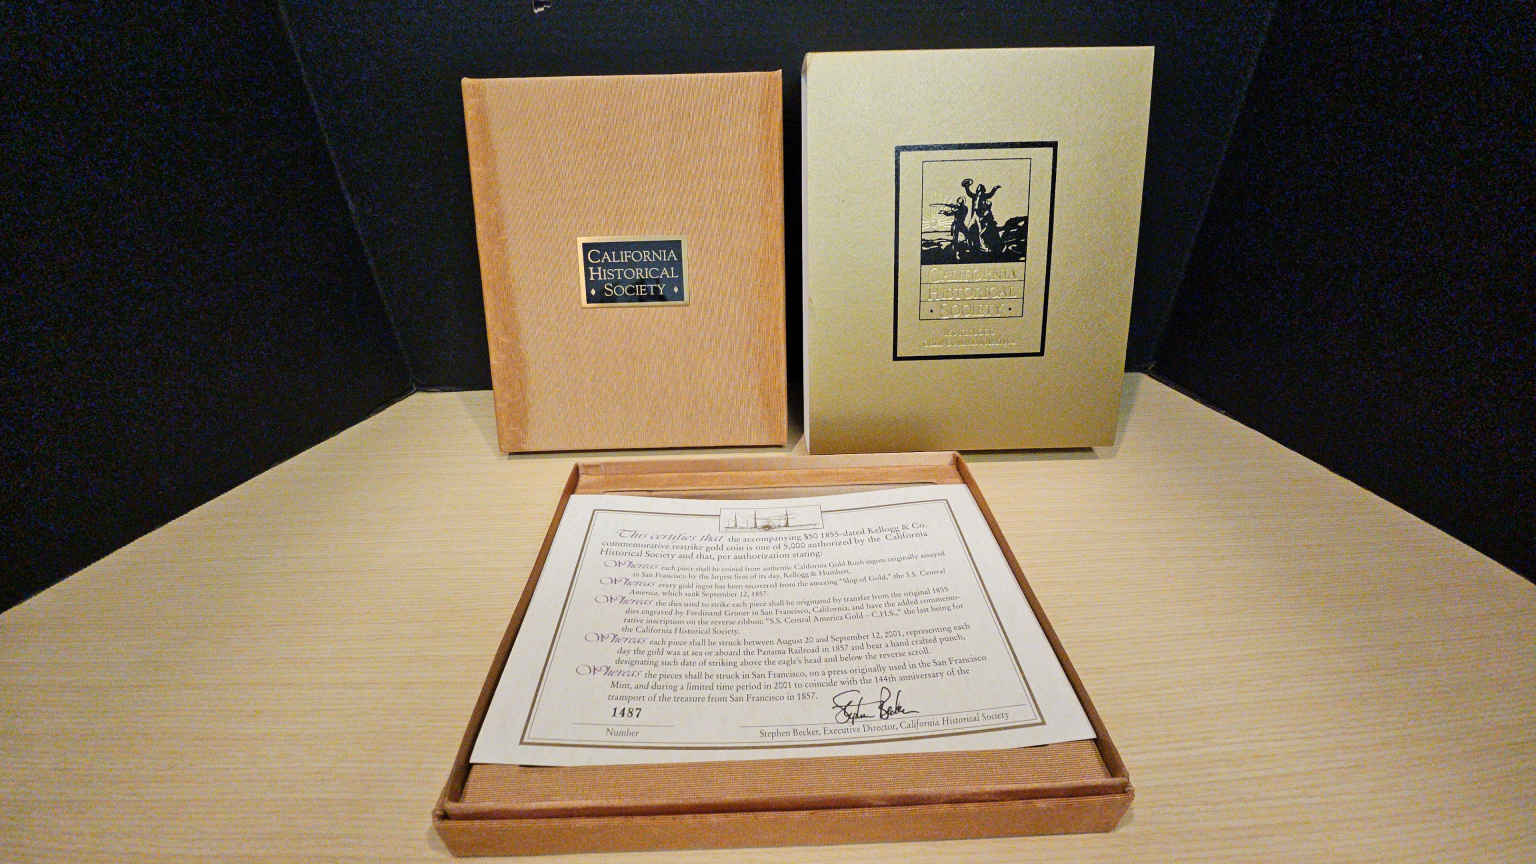 CALIFORNIA
HISTORICAL
SOCIETY
CALIFORNIA
HISTORICAL
SOCIETY
This certifies that the accompanying $50 1855-dated Kellogg & Co.
commemorative restrike gold coin is one of 5,000 authorized by the California
Historical Society and that, per authorization stating:
Whereas each piece shall be coined from authentic California Gold Rush ingots originally assayed
in San Francisco by the largest firm of its day, Kellogg & Humbert.
Whereas every gold ingot has been recovered from the amazing "Ship of Gold," the S.S. Central
America, which sank September 12, 1857.
Whereas the dies used to strike each piece shall be originated by transfer from the original 1855
dies engraved by Ferdinand Gruner in San Francisco, California, and have the added commemo-
rative inscription on the reverse ribbon: "S.S. Central America Gold – C.H.S.," the last being for
the California Historical Society.
Whereas each piece shall be struck between August 20 and September 12, 2001, representing each
day the gold was at sea or aboard the Panama Railroad in 1857 and bear a hand crafted punch,
designating such date of striking above the eagle's head and below the reverse scroll.
Whereas the pieces shall be struck in San Francisco, on a press originally used in the San Francisco
Mint, and during a limited time period in 2001 to coincide with the 144th anniversary of the
transport of the treasure from San Francisco in 1857.
1487
Number
Stephen Becker
Stephen Becker, Executive Director, California Historical Society